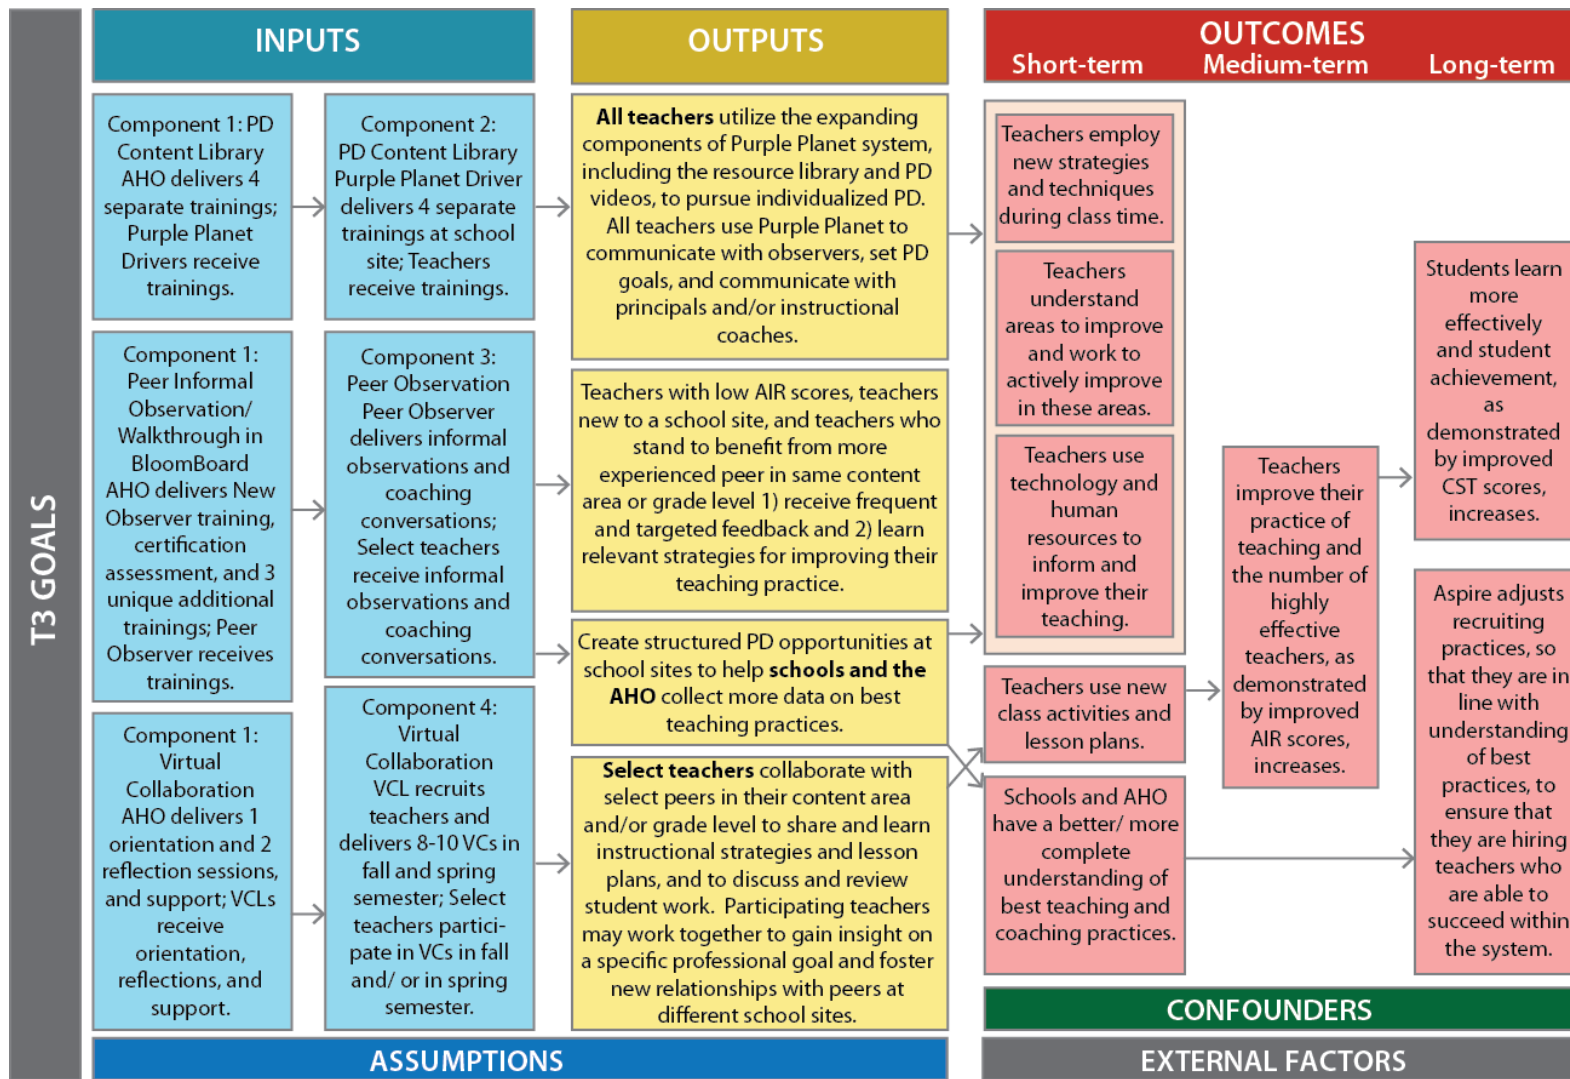 T3 GOALS
INPUTS
Component 1: PD
Content Library
AHO delivers 4
separate trainings;
Purple Planet
Drivers receive
trainings.
Component 2:
PD Content Library
Purple Planet Driver
delivers 4 separate
trainings at school
site; Teachers
receive trainings.
Component 1:
Peer Informal
Observation/
Walkthrough in
BloomBoard
AHO delivers New
Observer training,
certification
assessment, and 3
unique additional
trainings; Peer
Observer receives
trainings.
Component 3:
Peer Observation
Peer Observer
delivers informal
observations and
coaching
conversations;
Select teachers
receive informal
observations and
coaching
conversations.
Component 1:
Virtual
Collaboration
AHO delivers 1
orientation and 2
reflection sessions,
and support; VCLs
receive
orientation,
reflections, and
support.
Component 4:
Virtual
Collaboration
VCL recruits
teachers and
delivers 8-10 VCs in
fall and spring
semester; Select
teachers partici-
pate in VCs in fall
and/ or in spring
semester.
OUTPUTS
All teachers utilize the expanding
components of Purple Planet system,
including the resource library and PD
videos, to pursue individualized PD.
All teachers use Purple Planet to
communicate with observers, set PD
goals, and communicate with
principals and/or instructional
coaches.
Teachers with low AIR scores, teachers
new to a school site, and teachers who
stand to benefit from more
experienced peer in same content
area or grade level 1) receive frequent
and targeted feedback and 2) learn
relevant strategies for improving their
teaching practice.
Create structured PD opportunities at
school sites to help schools and the
AHO collect more data on best
teaching practices.
Select teachers collaborate with
select peers in their content area
and/or grade level to share and learn
instructional strategies and lesson
plans, and to discuss and review
student work. Participating teachers
may work together to gain insight on
a specific professional goal and foster
new relationships with peers at
different school sites.
OUTCOMES
Short-term
Medium-term
Long-term
Teachers employ
new strategies
and techniques
during class time.
Teachers
understand
areas to improve
and work to
actively improve
in these areas.
Teachers use
technology and
human
resources to
inform and
improve their
teaching.
Teachers use new
class activities and
lesson plans.
Schools and AHO
have a better/ more
complete
understanding of
best teaching and
coaching practices.
Teachers
improve their
practice of
teaching and
the number of
highly
effective
teachers, as
demonstrated
by improved
AIR scores,
increases.
Students learn
more
effectively
and student
achievement,
as
demonstrated
by improved
CST scores,
increases.
Aspire adjusts
recruiting
practices, so
that they are in
line with
understanding
of best
practices, to
ensure that
they are hiring
teachers who
are able to
succeed within
the system.
CONFOUNDERS
ASSUMPTIONS
EXTERNAL FACTORS